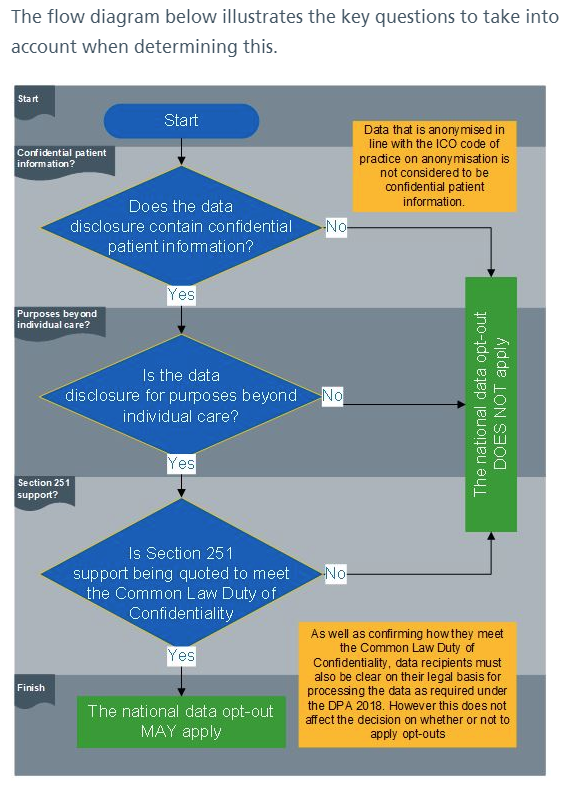 The flow diagram below illustrates the key questions to take into
account when determining this.
Start
Start
Data that is anonymised in
line with the ICO code of
practice on anonymisation is
not considered to be
confidential patient
information.
Confidential patient
information?
Does the data
disclosure contain confidential
patient information?
No
Yes
Purposes beyond
individual care?
Is the data
disclosure for purposes beyond
individual care?
No
The national data opt-out
DOES NOT apply
Yes
Section 251
support?
Is Section 251
support being quoted to meet
the Common Law Duty of
Confidentiality
No
Yes
As well as confirming how they meet
the Common Law Duty of
Confidentiality, data recipients must
also be clear on their legal basis for
processing the data as required under
the DPA 2018. However this does not
affect the decision on whether or not to
apply opt-outs
Finish
The national data opt-out
MAY apply